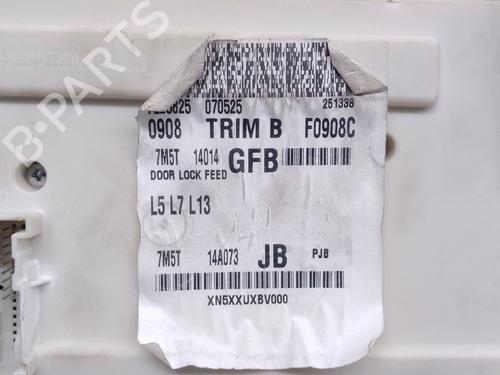 070525 251338
0908 TRIM B F0908C
7M5T 14014 GFB
DOOR LOCK FEED
L5 L7 L13
7M5T 14A073 JB PJB
XN5XXUXBV000
B-PARTS